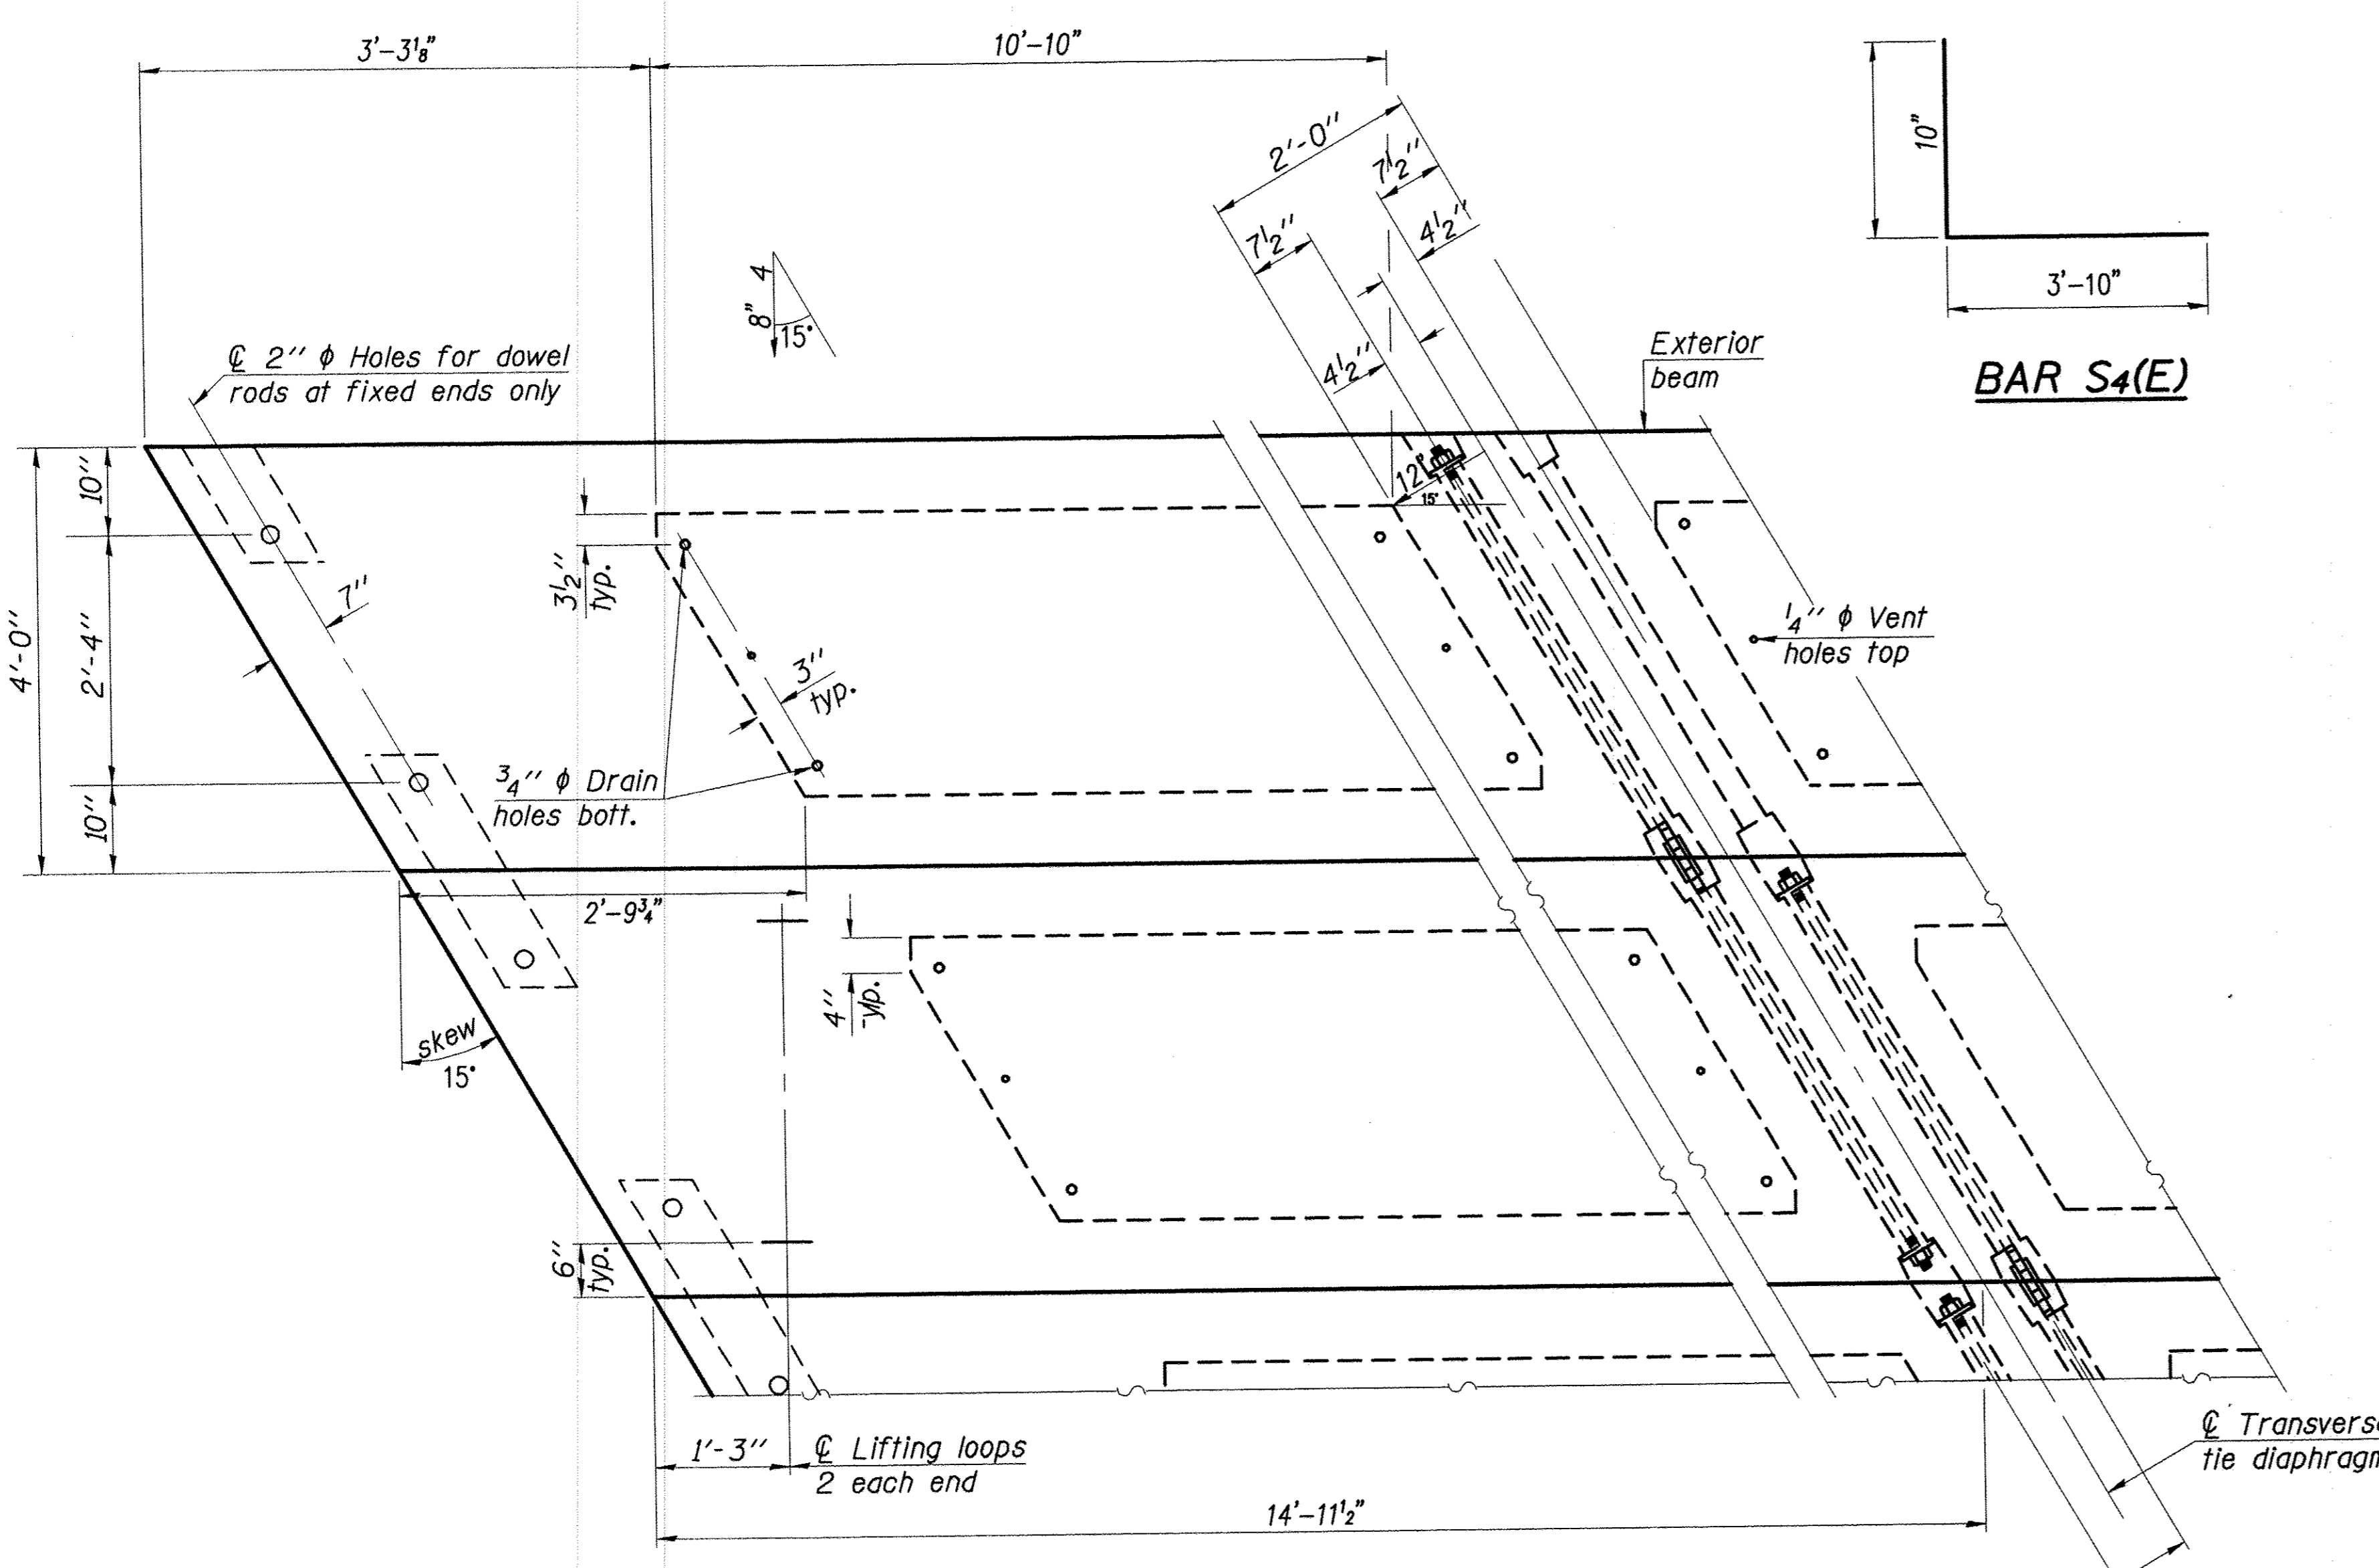 3'-3⅛"
10'-10"
2'-0"
7½"
7½"
4½"
4½"
10"
3'-10"
BAR S4(E)
8" 4
15°
℄ 2" ϕ Holes for dowel
rods at fixed ends only
Exterior
beam
12"
15°
10"
2'-4"
10"
4'-0"
7"
3½"
typ.
3"
typ.
¼" ϕ Vent
holes top
¾" ϕ Drain
holes bott.
2'-9¾"
4"
yp.
skew
15°
6"
typ.
1'-3"
℄ Lifting loops
2 each end
14'-11½"
℄ Transvers
tie diaphragm